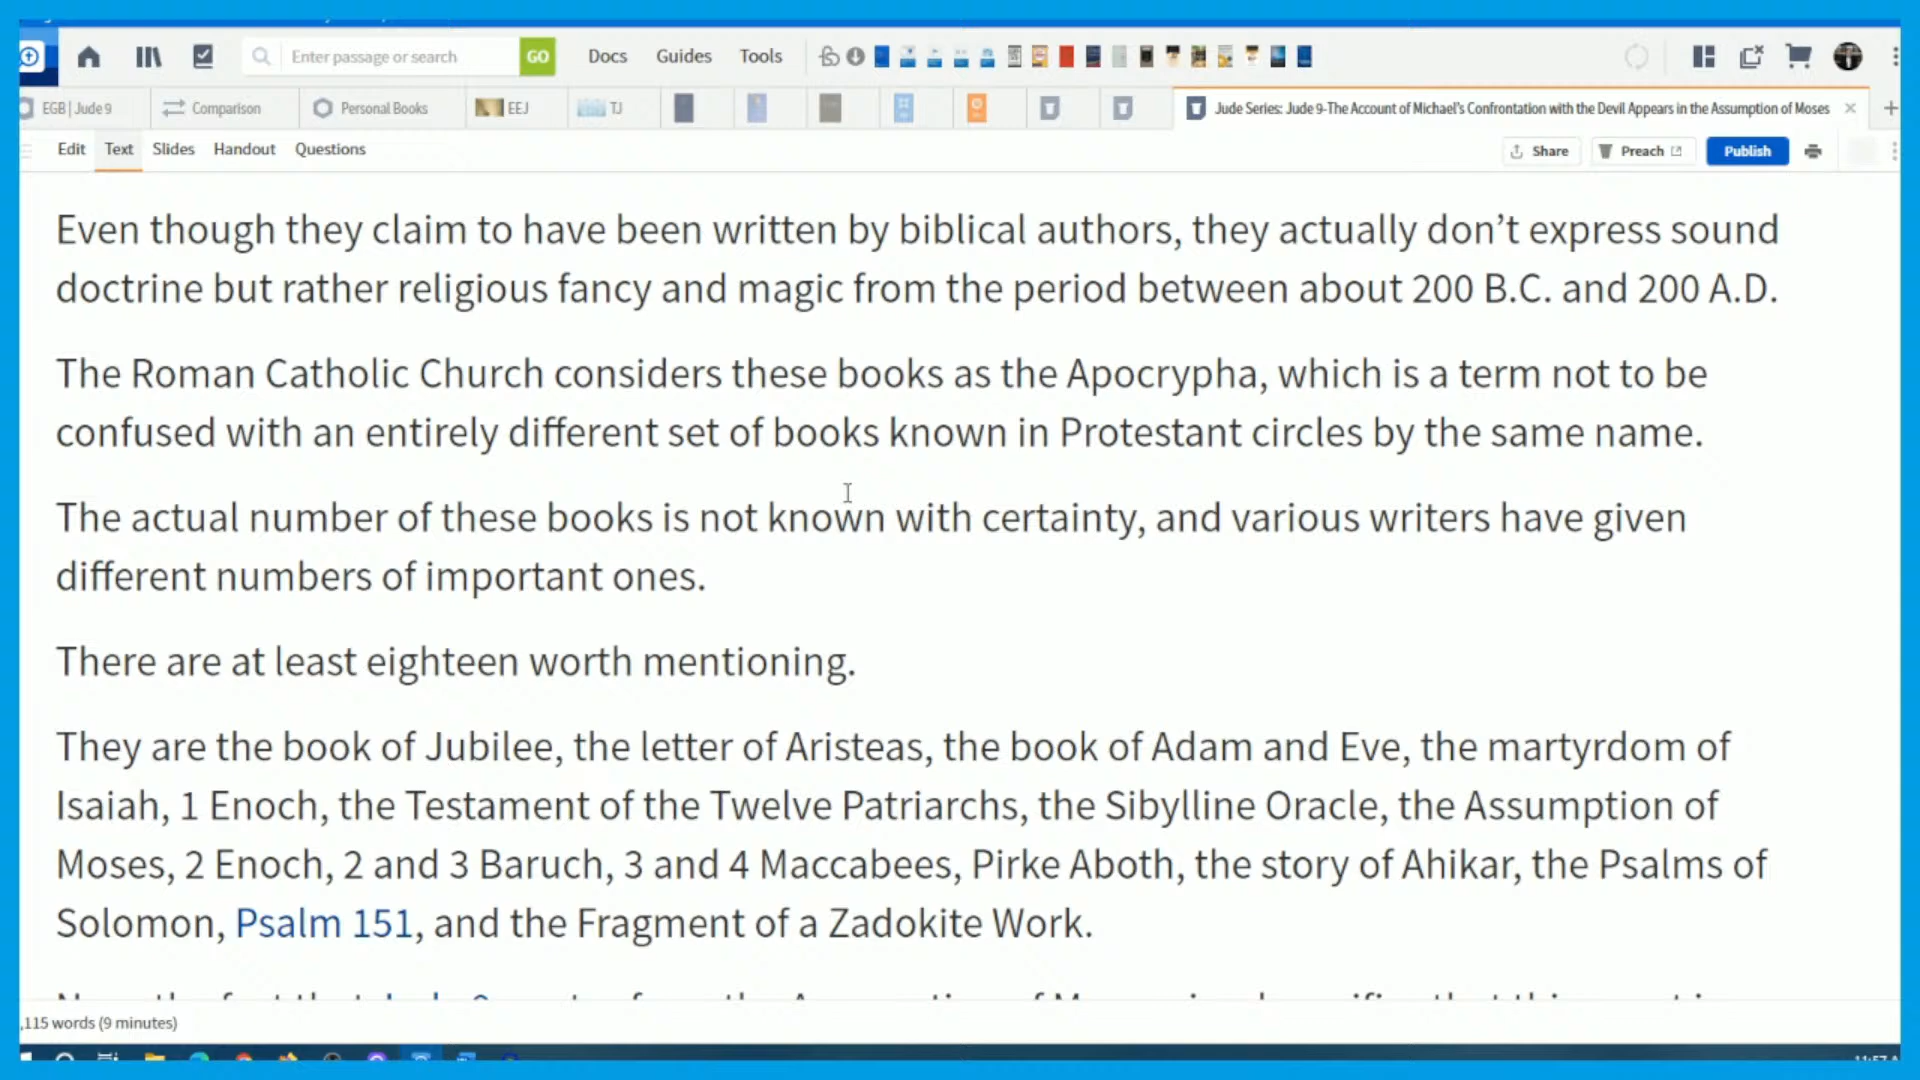 Enter passage or search
GO
Docs
Guides
Tools
EGB | Jude 9
Comparison
Personal Books
EEJ
TJ
Jude Series: Jude 9-The Account of Michael's Confrontation with the Devil Appears in the Assumption of Moses
Edit
Text
Slides
Handout
Questions
Share
Preach
Publish
Even though they claim to have been written by biblical authors, they actually don’t express sound
doctrine but rather religious fancy and magic from the period between about 200 B.C. and 200 A.D.
The Roman Catholic Church considers these books as the Apocrypha, which is a term not to be
confused with an entirely different set of books known in Protestant circles by the same name.
The actual number of these books is not known with certainty, and various writers have given
different numbers of important ones.
There are at least eighteen worth mentioning.
They are the book of Jubilee, the letter of Aristeas, the book of Adam and Eve, the martyrdom of
Isaiah, 1 Enoch, the Testament of the Twelve Patriarchs, the Sibylline Oracle, the Assumption of
Moses, 2 Enoch, 2 and 3 Baruch, 3 and 4 Maccabees, Pirke Aboth, the story of Ahikar, the Psalms of
Solomon, Psalm 151, and the Fragment of a Zadokite Work.
,115 words (9 minutes)